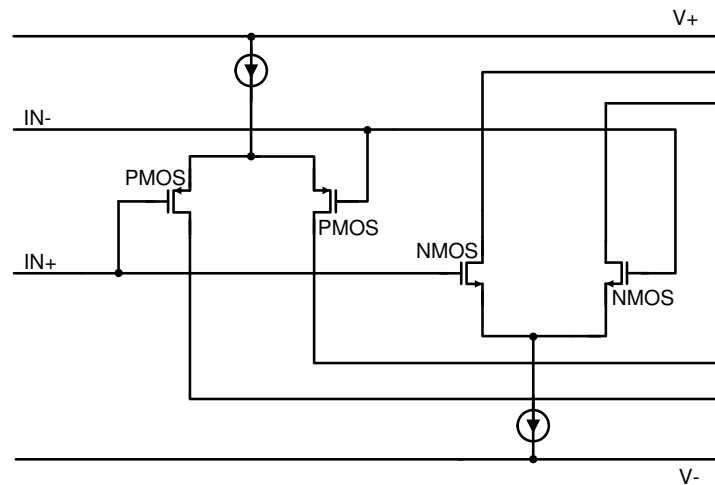 V+
IN-
PMOS
PMOS
NMOS
IN+
NMOS
V-